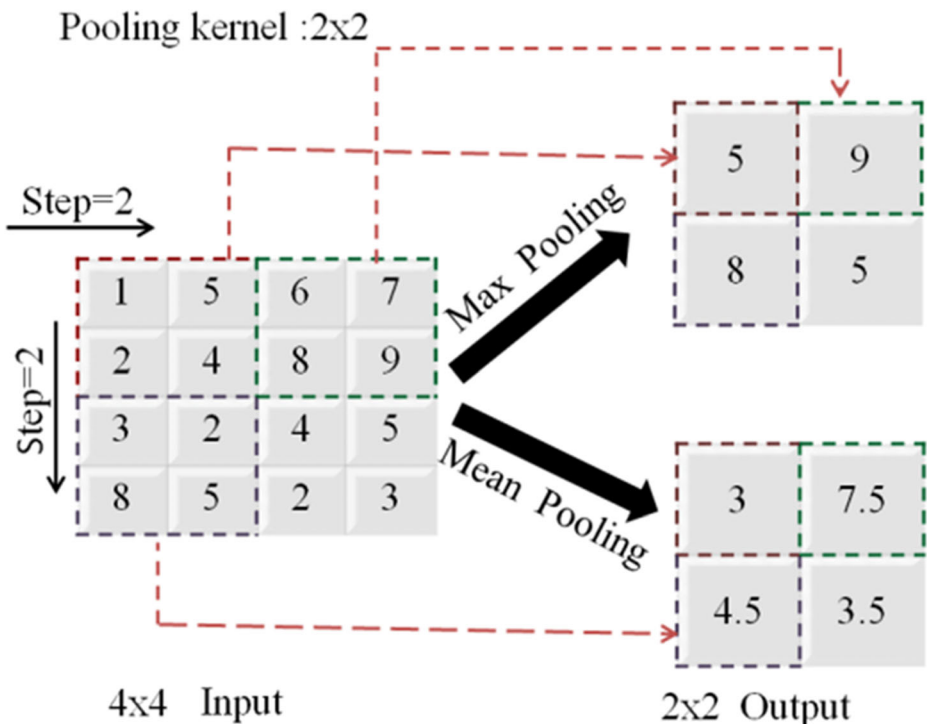 Pooling kernel :2x2
Step=2
Step=2
1 5 6 7
2 4 8 9
3 2 4 5
8 5 2 3
Max Pooling
Mean Pooling
5 9
8 5
3 7.5
4.5 3.5
4x4 Input
2x2 Output